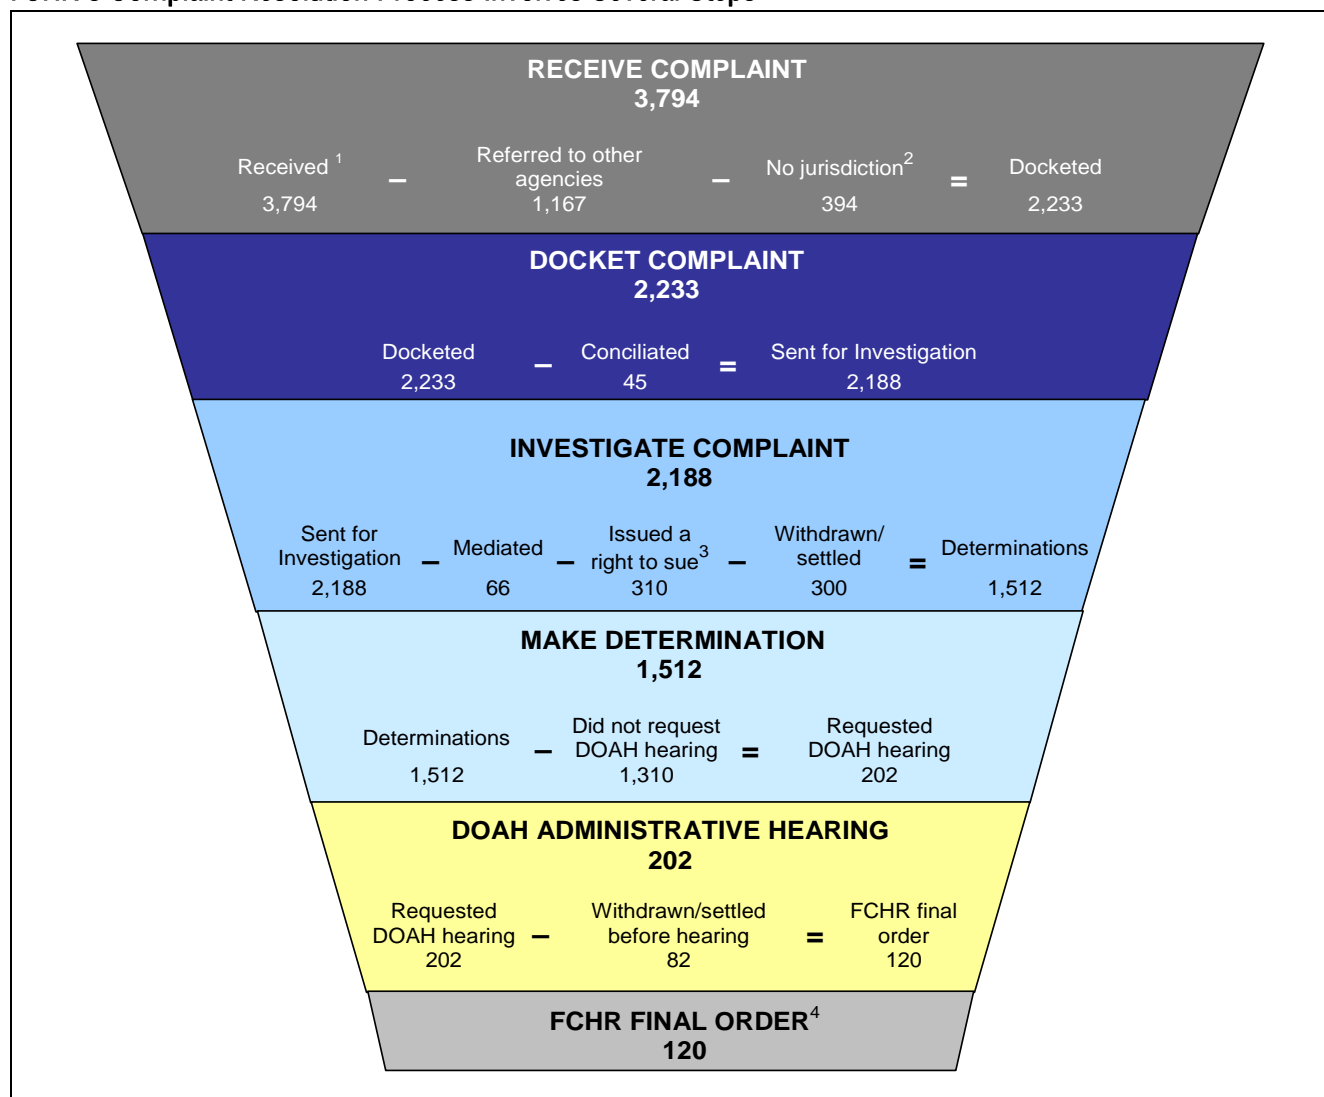 RECEIVE COMPLAINT
3,794
Received 1 – Referred to other agencies – No jurisdiction2 = Docketed
3,794 1,167 394 2,233
DOCKET COMPLAINT
2,233
Docketed – Conciliated = Sent for Investigation
2,233 45 2,188
INVESTIGATE COMPLAINT
2,188
Sent for Investigation – Mediated – Issued a right to sue3 – Withdrawn/settled = Determinations
2,188 66 310 300 1,512
MAKE DETERMINATION
1,512
Determinations – Did not request DOAH hearing = Requested DOAH hearing
1,512 1,310 202
DOAH ADMINISTRATIVE HEARING
202
Requested DOAH hearing – Withdrawn/settled before hearing = FCHR final order
202 82 120
FCHR FINAL ORDER4
120